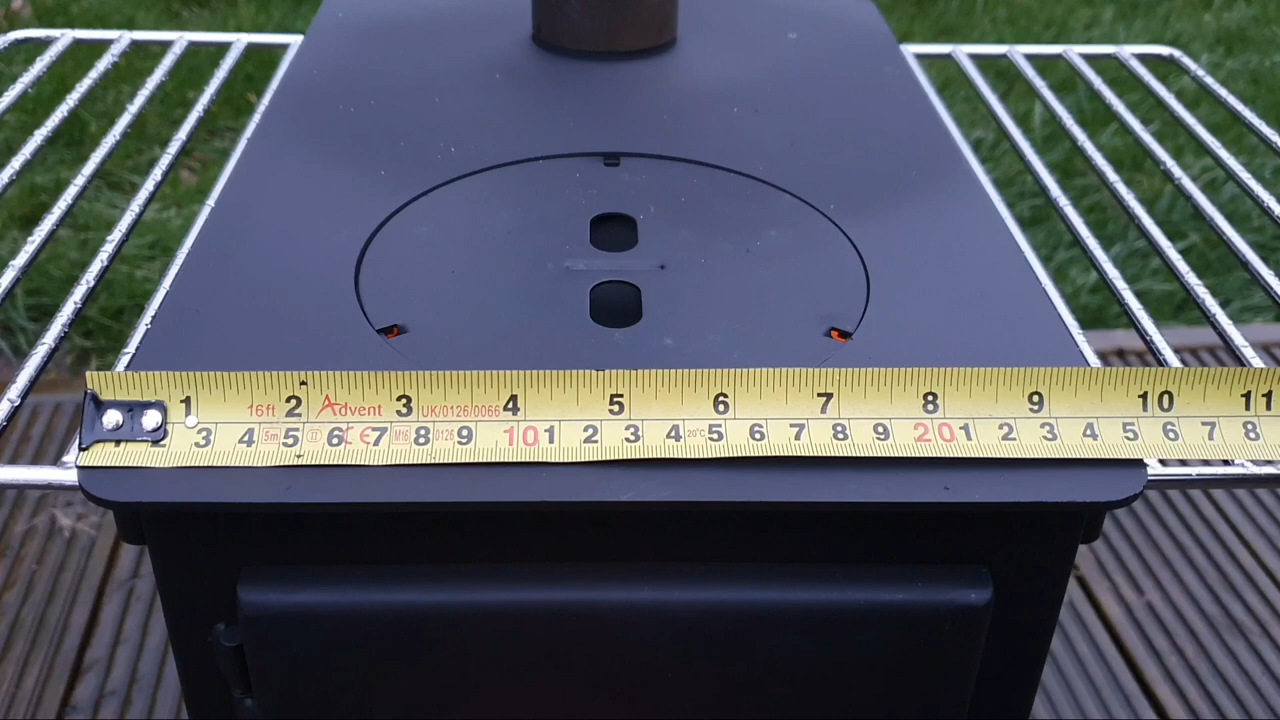 1 2 3 4 5 6 7 8 9 10 11
16ft Advent UK/0126/0066
3 4 5 6 7 8 9 10 1 2 3 4 5 6 7 8 9 20 1 2 3 4 5 6 7 8
5m II CE M16 0126 20°C